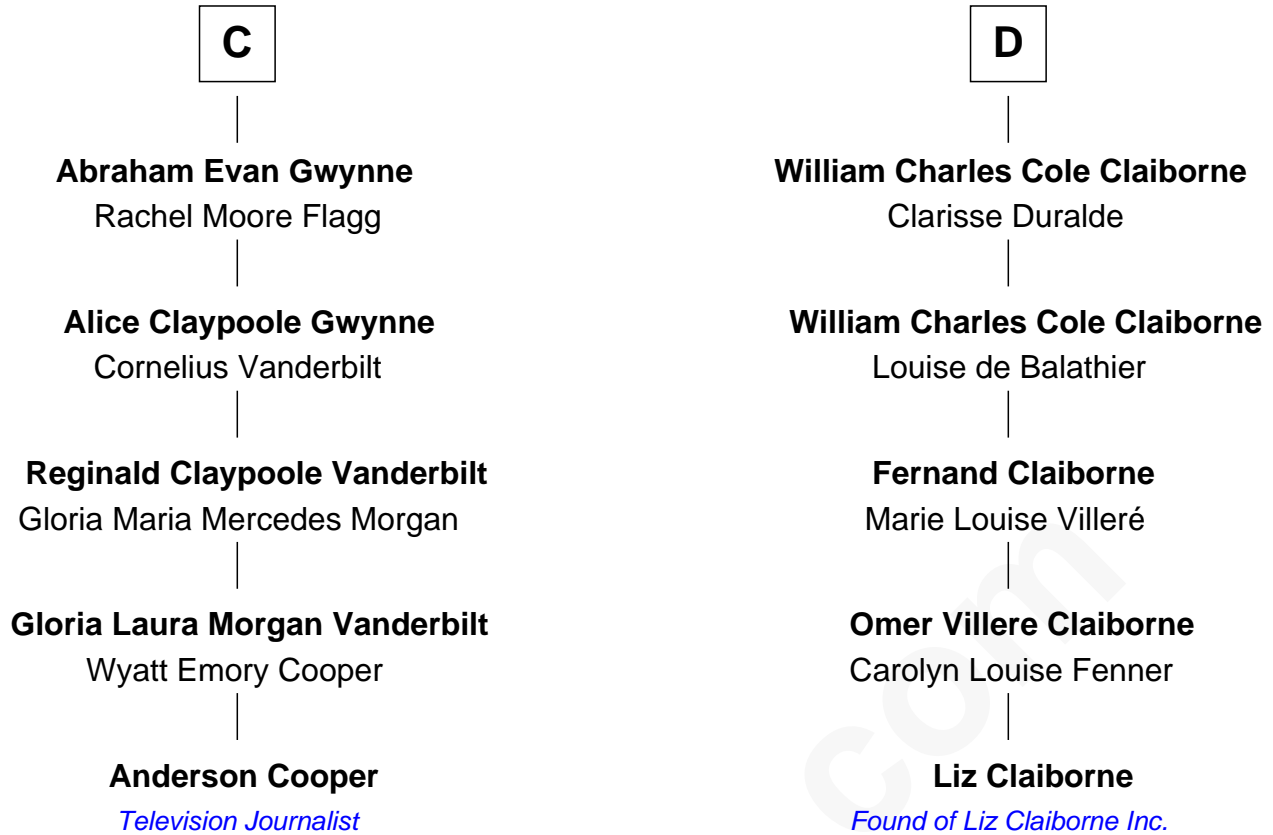 C
Abraham Evan Gwynne
Rachel Moore Flagg
Alice Claypoole Gwynne
Cornelius Vanderbilt
Reginald Claypoole Vanderbilt
Gloria Maria Mercedes Morgan
Gloria Laura Morgan Vanderbilt
Wyatt Emory Cooper
Anderson Cooper
Television Journalist
D
William Charles Cole Claiborne
Clarisse Duralde
William Charles Cole Claiborne
Louise de Balathier
Fernand Claiborne
Marie Louise Villeré
Omer Villere Claiborne
Carolyn Louise Fenner
Liz Claiborne
Found of Liz Claiborne Inc.
com